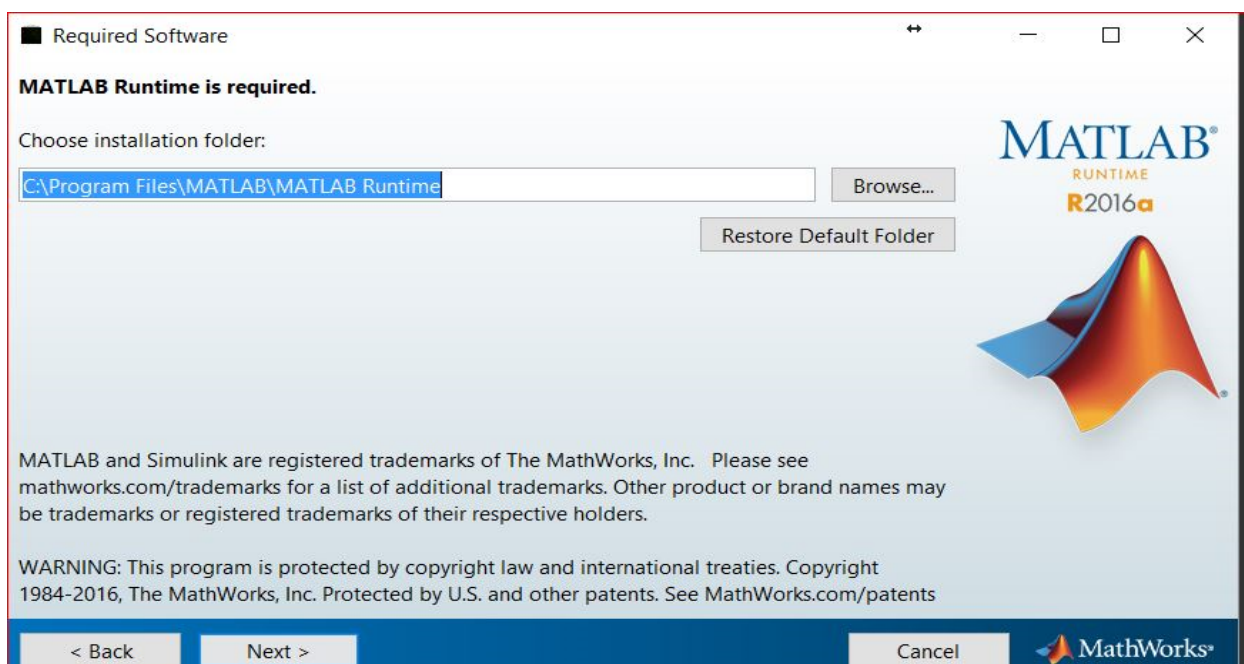 Required Software
MATLAB Runtime is required.
Choose installation folder:
C:\Program Files\MATLAB\MATLAB Runtime
Browse...
Restore Default Folder
MATLAB®
RUNTIME
R2016a
MATLAB and Simulink are registered trademarks of The MathWorks, Inc.   Please see
mathworks.com/trademarks for a list of additional trademarks. Other product or brand names may
be trademarks or registered trademarks of their respective holders.
WARNING: This program is protected by copyright law and international treaties. Copyright
1984-2016, The MathWorks, Inc. Protected by U.S. and other patents. See MathWorks.com/patents
< Back
Next >
Cancel
MathWorks®